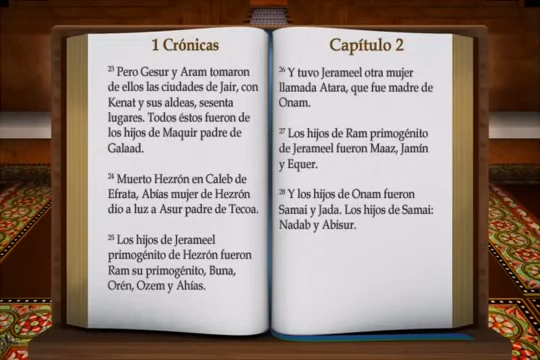 1 Crónicas
23 Pero Gesur y Aram tomaron
de ellos las ciudades de Jair, con
Kenat y sus aldeas, sesenta
lugares. Todos éstos fueron de
los hijos de Maquir padre de
Galaad.
24 Muerto Hezrón en Caleb de
Efrata, Abías mujer de Hezrón
dio a luz a Asur padre de Tecoa.
25 Los hijos de Jerameel
primogénito de Hezrón fueron
Ram su primogénito, Buna,
Orén, Ozem y Ahías.
Capítulo 2
26 Y tuvo Jerameel otra mujer
llamada Atara, que fue madre de
Onam.
27 Los hijos de Ram primogénito
de Jerameel fueron Maaz, Jamín
y Equer.
28 Y los hijos de Onam fueron
Samai y Jada. Los hijos de Samai:
Nadab y Abisur.